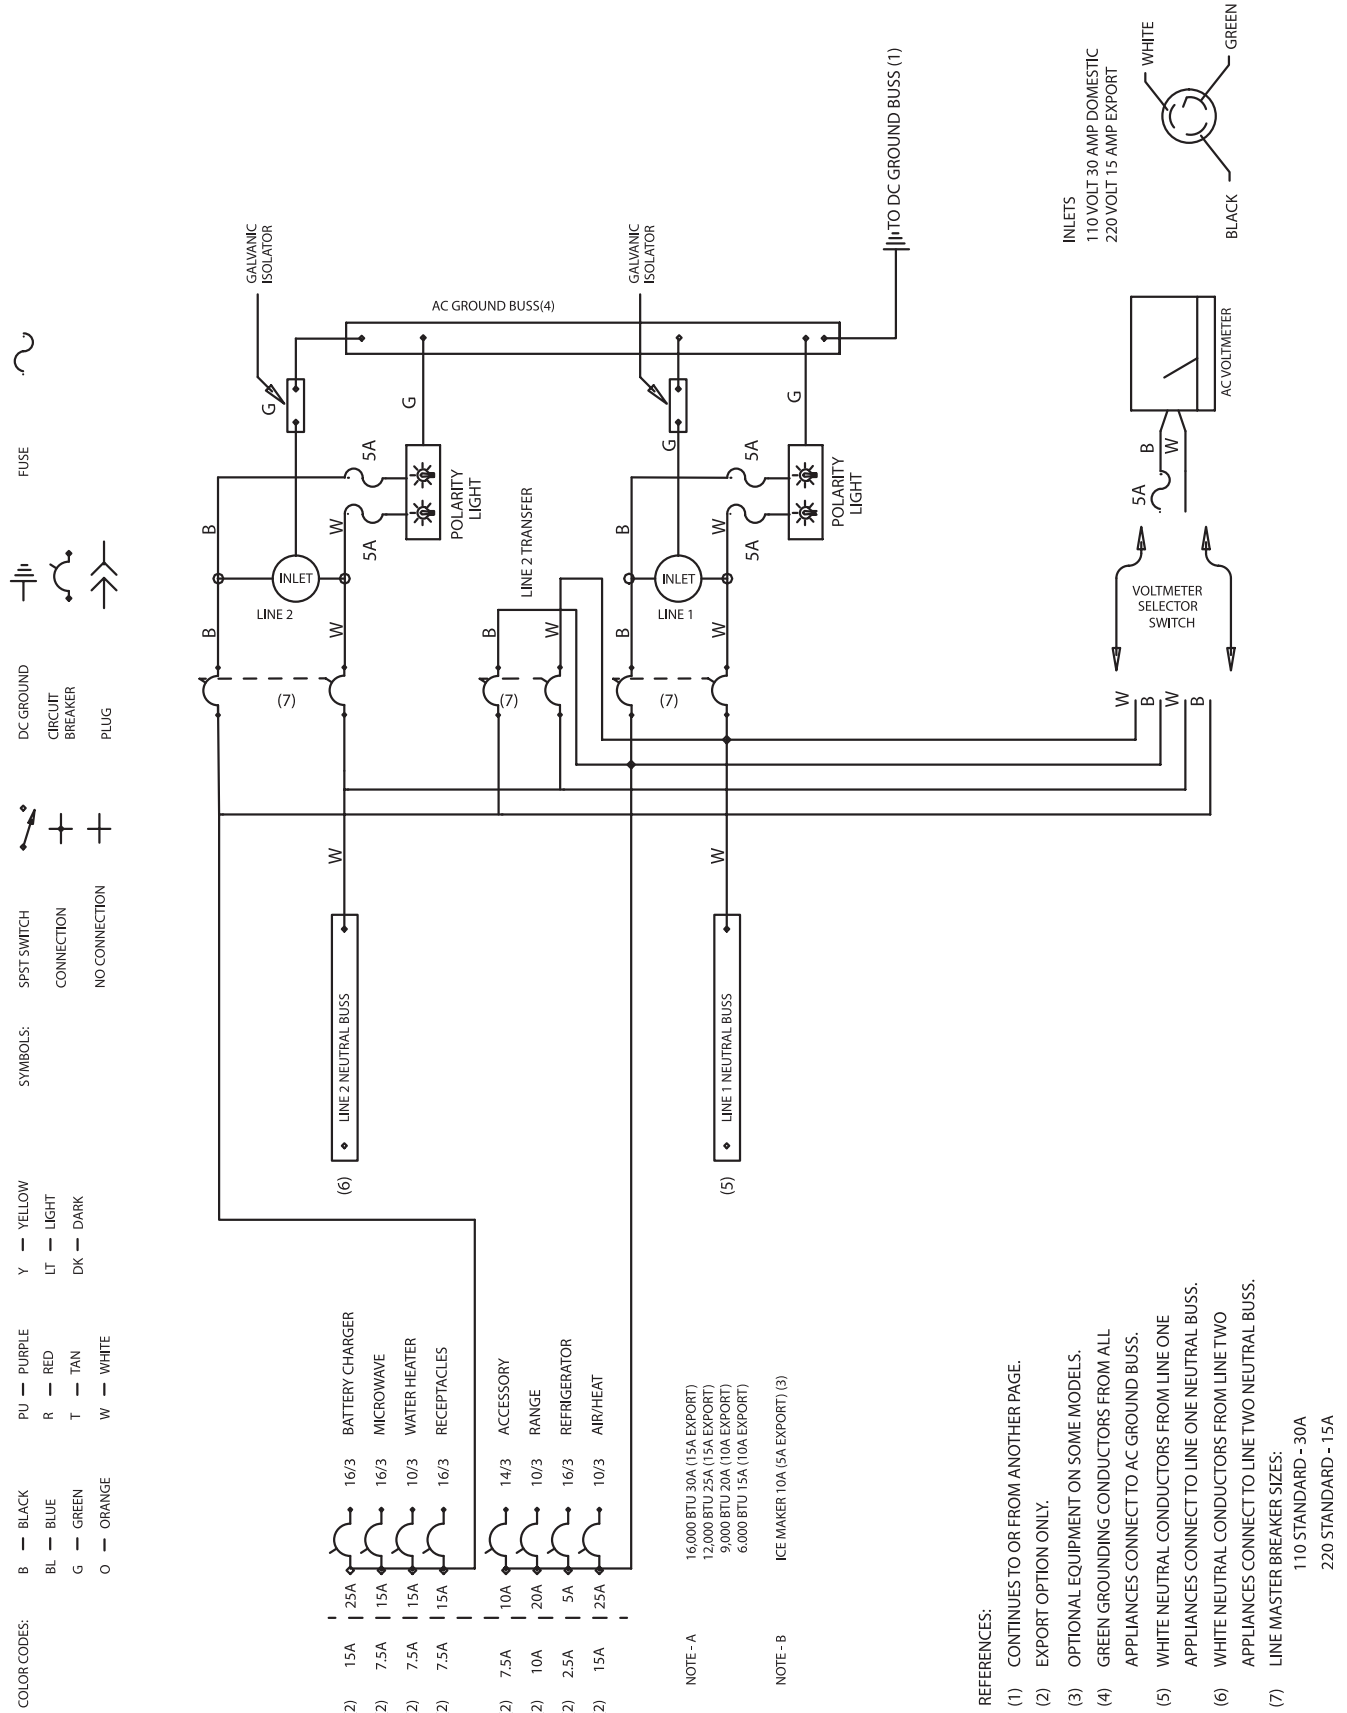 COLOR CODES:
B — BLACK
BL — BLUE
G — GREEN
O — ORANGE
PU — PURPLE
R — RED
T — TAN
W — WHITE
Y — YELLOW
LT — LIGHT
DK — DARK
SYMBOLS:
SPST SWITCH
CONNECTION
NO CONNECTION
DC GROUND
CIRCUIT
BREAKER
PLUG
FUSE
2) 15A 25A 16/3 BATTERY CHARGER
2) 7.5A 15A 16/3 MICROWAVE
2) 7.5A 15A 10/3 WATER HEATER
2) 7.5A 15A 16/3 RECEPTACLES
2) 7.5A 10A 14/3 ACCESSORY
2) 10A 20A 10/3 RANGE
2) 2.5A 5A 16/3 REFRIGERATOR
2) 15A 25A 10/3 AIR/HEAT
(6)
LINE 2 NEUTRAL BUSS
W
(5)
LINE 1 NEUTRAL BUSS
W
B
B
(7)
W
W
INLET
LINE 2
5A
5A
G
G
GALVANIC
ISOLATOR
POLARITY
LIGHT
LINE 2 TRANSFER
B
W
(7)
AC GROUND BUSS(4)
B
B
(7)
W
W
INLET
LINE 1
5A
5A
G
G
GALVANIC
ISOLATOR
POLARITY
LIGHT
TO DC GROUND BUSS (1)
W
B
W
B
VOLTMETER
SELECTOR
SWITCH
5A
B
W
AC VOLTMETER
INLETS
110 VOLT 30 AMP DOMESTIC
220 VOLT 15 AMP EXPORT
BLACK
WHITE
GREEN
NOTE - A
16,000 BTU 30A (15A EXPORT)
12,000 BTU 25A (15A EXPORT)
9,000 BTU 20A (10A EXPORT)
6.000 BTU 15A (10A EXPORT)
NOTE - B
ICE MAKER 10A (5A EXPORT) (3)
REFERENCES:
(1) CONTINUES TO OR FROM ANOTHER PAGE.
(2) EXPORT OPTION ONLY.
(3) OPTIONAL EQUIPMENT ON SOME MODELS.
(4) GREEN GROUNDING CONDUCTORS FROM ALL
APPLIANCES CONNECT TO AC GROUND BUSS.
(5) WHITE NEUTRAL CONDUCTORS FROM LINE ONE
APPLIANCES CONNECT TO LINE ONE NEUTRAL BUSS.
(6) WHITE NEUTRAL CONDUCTORS FROM LINE TWO
APPLIANCES CONNECT TO LINE TWO NEUTRAL BUSS.
(7) LINE MASTER BREAKER SIZES:
110 STANDARD - 30A
220 STANDARD - 15A